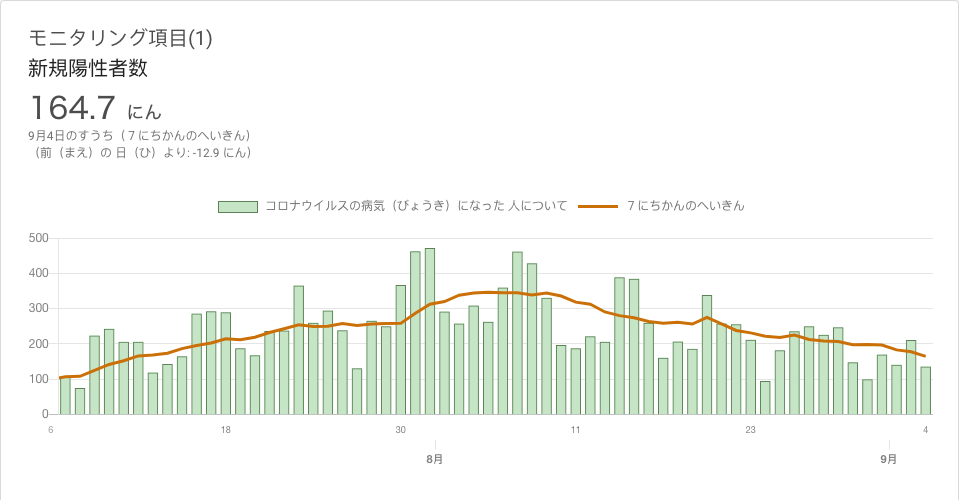 モニタリング項目(1)
新規陽性者数
164.7 にん
9月4日のすうち（７にちかんのへいきん）
（前（まえ）の 日（ひ）より: -12.9 にん）
コロナウイルスの病気（びょうき）になった 人について
７にちかんのへいきん
500
400
300
200
100
0
6 18 30 11 23 4
8月 9月